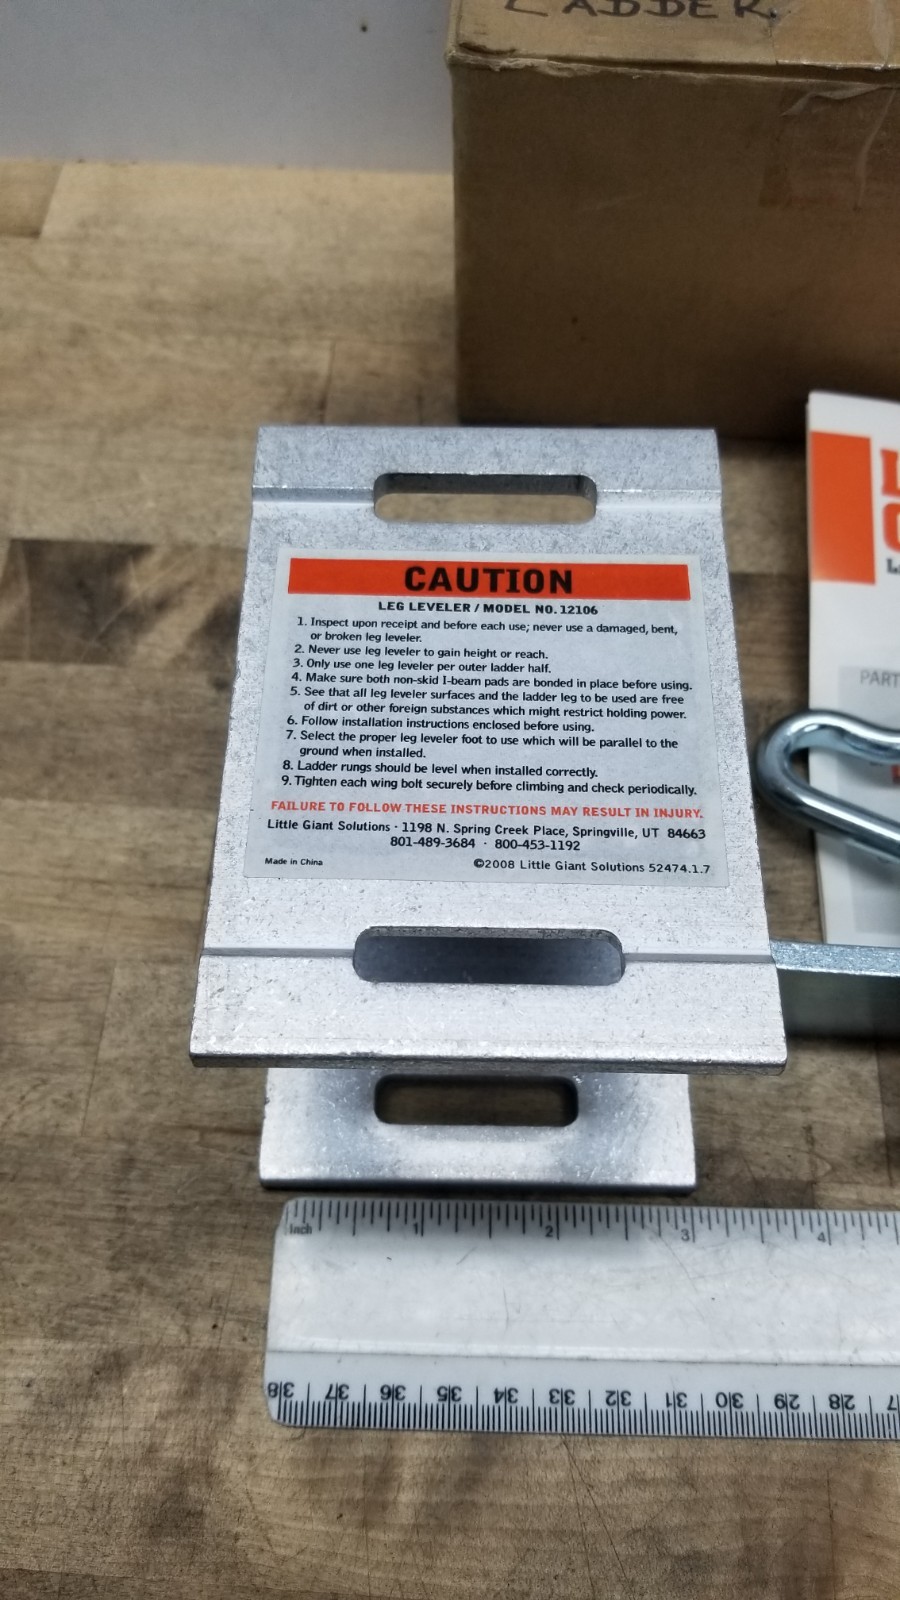 LADDER
CAUTION
LEG LEVELER / MODEL NO. 12106
1. Inspect upon receipt and before each use; never use a damaged, bent,
or broken leg leveler.
2. Never use leg leveler to gain height or reach.
3. Only use one leg leveler per outer ladder half.
4. Make sure both non-skid I-beam pads are bonded in place before using.
5. See that all leg leveler surfaces and the ladder leg to be used are free
of dirt or other foreign substances which might restrict holding power.
6. Follow installation instructions enclosed before using.
7. Select the proper leg leveler foot to use which will be parallel to the
ground when installed.
8. Ladder rungs should be level when installed correctly.
9. Tighten each wing bolt securely before climbing and check periodically.
FAILURE TO FOLLOW THESE INSTRUCTIONS MAY RESULT IN INJURY.
Little Giant Solutions · 1198 N. Spring Creek Place, Springville, UT 84663
801-489-3684 · 800-453-1192
Made in China ©2008 Little Giant Solutions 52474.1.7
PART
Inch 1 2 3 4
38 37 36 35 34 33 32 31 30 29 28